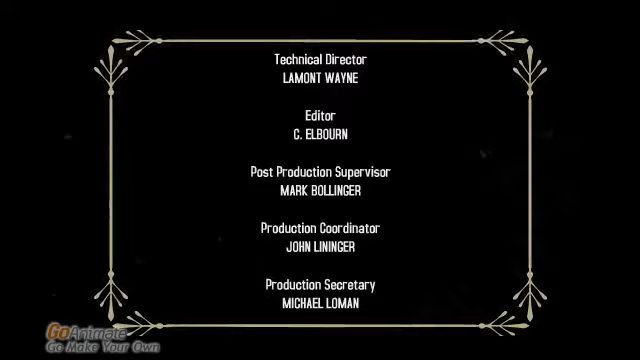 Technical Director
LAMONT WAYNE
Editor
C. ELBOURN
Post Production Supervisor
MARK BOLLINGER
Production Coordinator
JOHN LININGER
Production Secretary
MICHAEL LOMAN
GoAnimate
Go Make Your Own